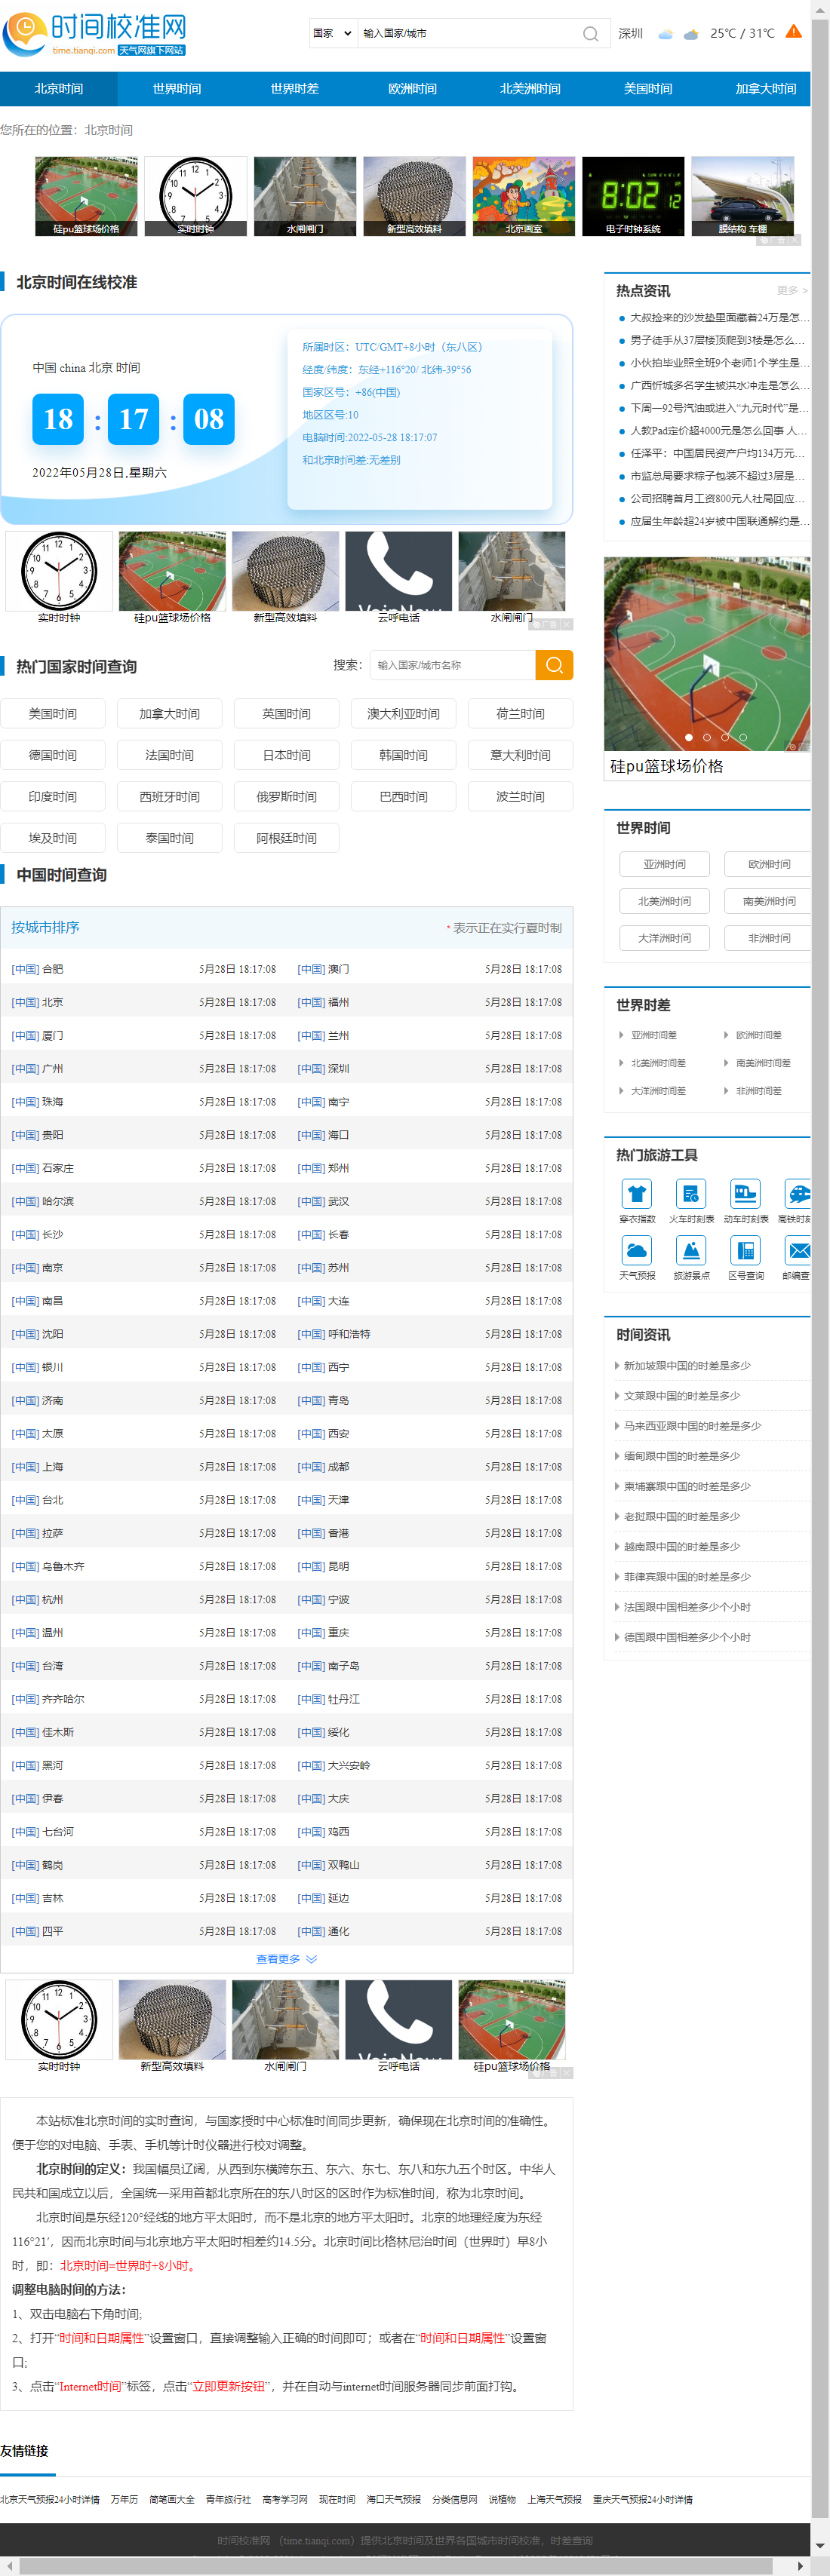 时间校准网
time.tianqi.com 天气网旗下网站
国家 输入国家/城市
深圳 25℃ / 31℃
北京时间 世界时间 世界时差 欧洲时间 北美洲时间 美国时间 加拿大时间
您所在的位置：北京时间
硅pu篮球场价格 实时时钟 水闸闸门 新型高效填料 北京画室 电子时钟系统 膜结构 车棚
广告
北京时间在线校准
中国 china 北京 时间
18 : 17 : 08
2022年05月28日,星期六
所属时区：UTC/GMT+8小时（东八区）
经度/纬度：东经+116°20/ 北纬-39°56
国家区号：+86(中国)
地区区号:10
电脑时间:2022-05-28 18:17:07
和北京时间差:无差别
实时时钟 硅pu篮球场价格 新型高效填料 云呼电话 水闸闸门
广告
热门国家时间查询
搜索： 输入国家/城市名称
美国时间 加拿大时间 英国时间 澳大利亚时间 荷兰时间
德国时间 法国时间 日本时间 韩国时间 意大利时间
印度时间 西班牙时间 俄罗斯时间 巴西时间 波兰时间
埃及时间 泰国时间 阿根廷时间
中国时间查询
按城市排序 * 表示正在实行夏时制
[中国] 合肥 5月28日 18:17:08 [中国] 澳门 5月28日 18:17:08
[中国] 北京 5月28日 18:17:08 [中国] 福州 5月28日 18:17:08
[中国] 厦门 5月28日 18:17:08 [中国] 兰州 5月28日 18:17:08
[中国] 广州 5月28日 18:17:08 [中国] 深圳 5月28日 18:17:08
[中国] 珠海 5月28日 18:17:08 [中国] 南宁 5月28日 18:17:08
[中国] 贵阳 5月28日 18:17:08 [中国] 海口 5月28日 18:17:08
[中国] 石家庄 5月28日 18:17:08 [中国] 郑州 5月28日 18:17:08
[中国] 哈尔滨 5月28日 18:17:08 [中国] 武汉 5月28日 18:17:08
[中国] 长沙 5月28日 18:17:08 [中国] 长春 5月28日 18:17:08
[中国] 南京 5月28日 18:17:08 [中国] 苏州 5月28日 18:17:08
[中国] 南昌 5月28日 18:17:08 [中国] 大连 5月28日 18:17:08
[中国] 沈阳 5月28日 18:17:08 [中国] 呼和浩特 5月28日 18:17:08
[中国] 银川 5月28日 18:17:08 [中国] 西宁 5月28日 18:17:08
[中国] 济南 5月28日 18:17:08 [中国] 青岛 5月28日 18:17:08
[中国] 太原 5月28日 18:17:08 [中国] 西安 5月28日 18:17:08
[中国] 上海 5月28日 18:17:08 [中国] 成都 5月28日 18:17:08
[中国] 台北 5月28日 18:17:08 [中国] 天津 5月28日 18:17:08
[中国] 拉萨 5月28日 18:17:08 [中国] 香港 5月28日 18:17:08
[中国] 乌鲁木齐 5月28日 18:17:08 [中国] 昆明 5月28日 18:17:08
[中国] 杭州 5月28日 18:17:08 [中国] 宁波 5月28日 18:17:08
[中国] 温州 5月28日 18:17:08 [中国] 重庆 5月28日 18:17:08
[中国] 台湾 5月28日 18:17:08 [中国] 南子岛 5月28日 18:17:08
[中国] 齐齐哈尔 5月28日 18:17:08 [中国] 牡丹江 5月28日 18:17:08
[中国] 佳木斯 5月28日 18:17:08 [中国] 绥化 5月28日 18:17:08
[中国] 黑河 5月28日 18:17:08 [中国] 大兴安岭 5月28日 18:17:08
[中国] 伊春 5月28日 18:17:08 [中国] 大庆 5月28日 18:17:08
[中国] 七台河 5月28日 18:17:08 [中国] 鸡西 5月28日 18:17:08
[中国] 鹤岗 5月28日 18:17:08 [中国] 双鸭山 5月28日 18:17:08
[中国] 吉林 5月28日 18:17:08 [中国] 延边 5月28日 18:17:08
[中国] 四平 5月28日 18:17:08 [中国] 通化 5月28日 18:17:08
查看更多
实时时钟 新型高效填料 水闸闸门 云呼电话 硅pu篮球场价格
广告
本站标准北京时间的实时查询，与国家授时中心标准时间同步更新，确保现在北京时间的准确性。
便于您的对电脑、手表、手机等计时仪器进行校对调整。
北京时间的定义：我国幅员辽阔，从西到东横跨东五、东六、东七、东八和东九五个时区。中华人
民共和国成立以后，全国统一采用首都北京所在的东八时区的区时作为标准时间，称为北京时间。
北京时间是东经120°经线的地方平太阳时，而不是北京的地方平太阳时。北京的地理经度为东经
116°21′，因而北京时间与北京地方平太阳时相差约14.5分。北京时间比格林尼治时间（世界时）早8小
时，即：北京时间=世界时+8小时。
调整电脑时间的方法：
1、双击电脑右下角时间;
2、打开“时间和日期属性”设置窗口，直接调整输入正确的时间即可；或者在“时间和日期属性”设置窗
口;
3、点击“Internet时间”标签，点击“立即更新按钮”，并在自动与internet时间服务器同步前面打钩。
热点资讯 更多 >
大叔捡来的沙发垫里面藏着24万是怎...
男子徒手从37层楼顶爬到3楼是怎么...
小伙拍毕业照全班9个老师1个学生是...
广西忻城多名学生被洪水冲走是怎么...
下周一92号汽油或进入“九元时代”是...
人教Pad定价超4000元是怎么回事 人...
任泽平：中国居民资产户均134万元...
市监总局要求粽子包装不超过3层是...
公司招聘首月工资800元人社局回应...
应届生年龄超24岁被中国联通解约是...
硅pu篮球场价格
世界时间
亚洲时间 欧洲时间
北美洲时间 南美洲时间
大洋洲时间 非洲时间
世界时差
亚洲时间差 欧洲时间差
北美洲时间差 南美洲时间差
大洋洲时间差 非洲时间差
热门旅游工具
穿衣指数 火车时刻表 动车时刻表 高铁时刻
天气预报 旅游景点 区号查询 邮编查
时间资讯
新加坡跟中国的时差是多少
文莱跟中国的时差是多少
马来西亚跟中国的时差是多少
缅甸跟中国的时差是多少
柬埔寨跟中国的时差是多少
老挝跟中国的时差是多少
越南跟中国的时差是多少
菲律宾跟中国的时差是多少
法国跟中国相差多少个小时
德国跟中国相差多少个小时
友情链接
北京天气预报24小时详情 万年历 简笔画大全 青年旅行社 高考学习网 现在时间 海口天气预报 分类信息网 说植物 上海天气预报 重庆天气预报24小时详情
时间校准网 （time.tianqi.com）提供北京时间及世界各国城市时间校准，时差查询